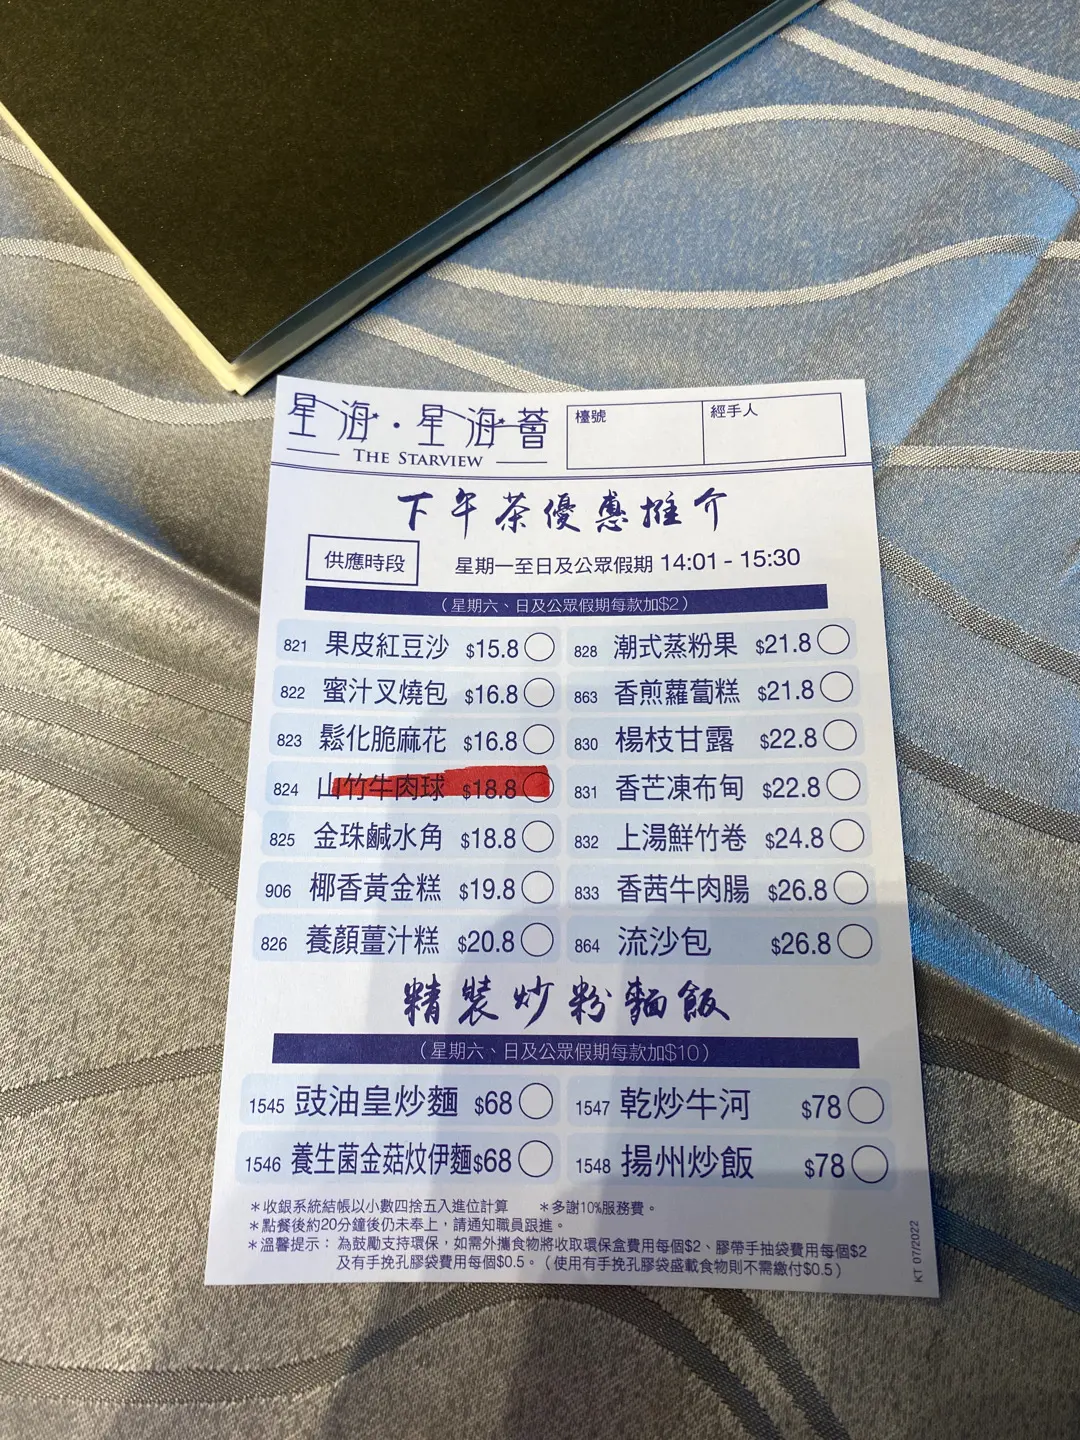 星海·星海薈
THE STARVIEW
檯號
經手人
下午茶優惠推介
供應時段
星期一至日及公眾假期 14:01 - 15:30
（星期六、日及公眾假期每款加$2）
821 果皮紅豆沙 $15.8
828 潮式蒸粉果 $21.8
822 蜜汁叉燒包 $16.8
863 香煎蘿蔔糕 $21.8
823 鬆化脆麻花 $16.8
830 楊枝甘露 $22.8
824 山竹牛肉球 $18.8
831 香芒凍布甸 $22.8
825 金珠鹹水角 $18.8
832 上湯鮮竹卷 $24.8
906 椰香黃金糕 $19.8
833 香茜牛肉腸 $26.8
826 養顏薑汁糕 $20.8
864 流沙包 $26.8
精裝炒粉麵飯
（星期六、日及公眾假期每款加$10）
1545 豉油皇炒麵 $68
1547 乾炒牛河 $78
1546 養生菌金菇炆伊麵 $68
1548 揚州炒飯 $78
＊收銀系統結帳以小數四捨五入進位計算 ＊多謝10%服務費。
＊點餐後約20分鐘後仍未奉上，請通知職員跟進。
＊溫馨提示：為鼓勵支持環保，如需外攜食物將收取環保盒費用每個$2、膠帶手抽袋費用每個$2
及有手挽孔膠袋費用每個$0.5。（使用有手挽孔膠袋盛載食物則不需繳付$0.5）
KT 07/2022